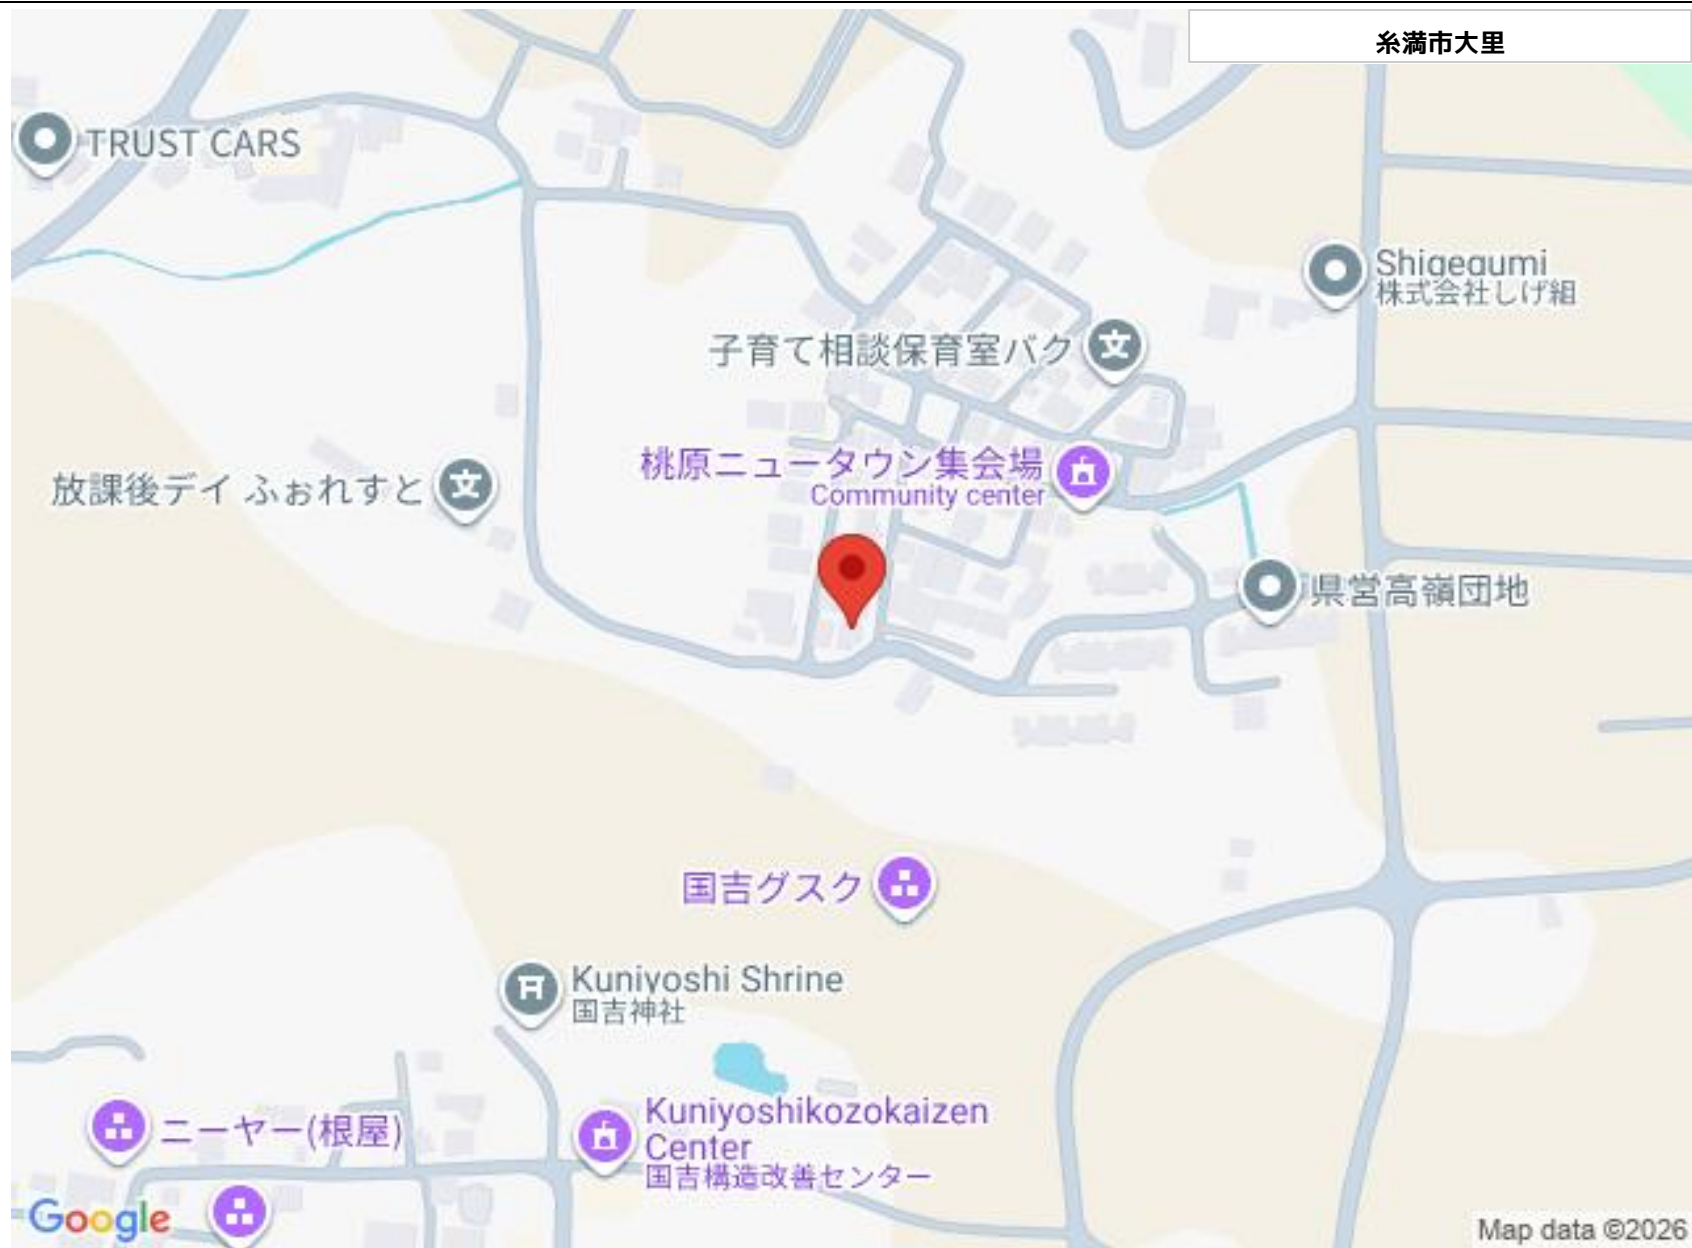 糸満市大里
TRUST CARS
Shigegumi
株式会社しげ組
子育て相談保育室バク
桃原ニュータウン集会場
Community center
放課後デイ ふぉれすと
県営高嶺団地
国吉グスク
Kuniyoshi Shrine
国吉神社
Kuniyoshikozokaizen
Center
国吉構造改善センター
ニーヤー(根屋)
Google
Map data ©2026